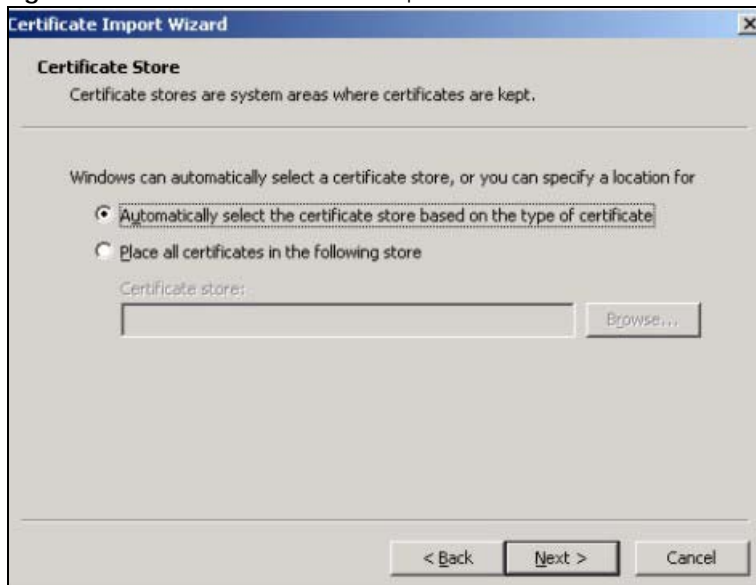 Certificate Import Wizard
Certificate Store
Certificate stores are system areas where certificates are kept.
Windows can automatically select a certificate store, or you can specify a location for
Automatically select the certificate store based on the type of certificate
Place all certificates in the following store
Certificate store:
Browse...
< Back
Next >
Cancel